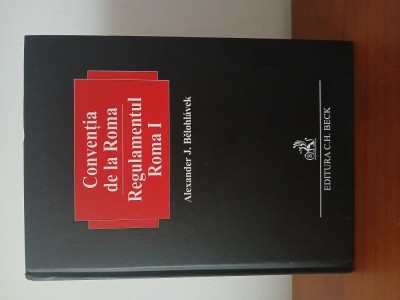 Convenția
de la Roma
Regulamentul
Roma I
Alexander J. Bělohlávek
EDITURA C.H. BECK